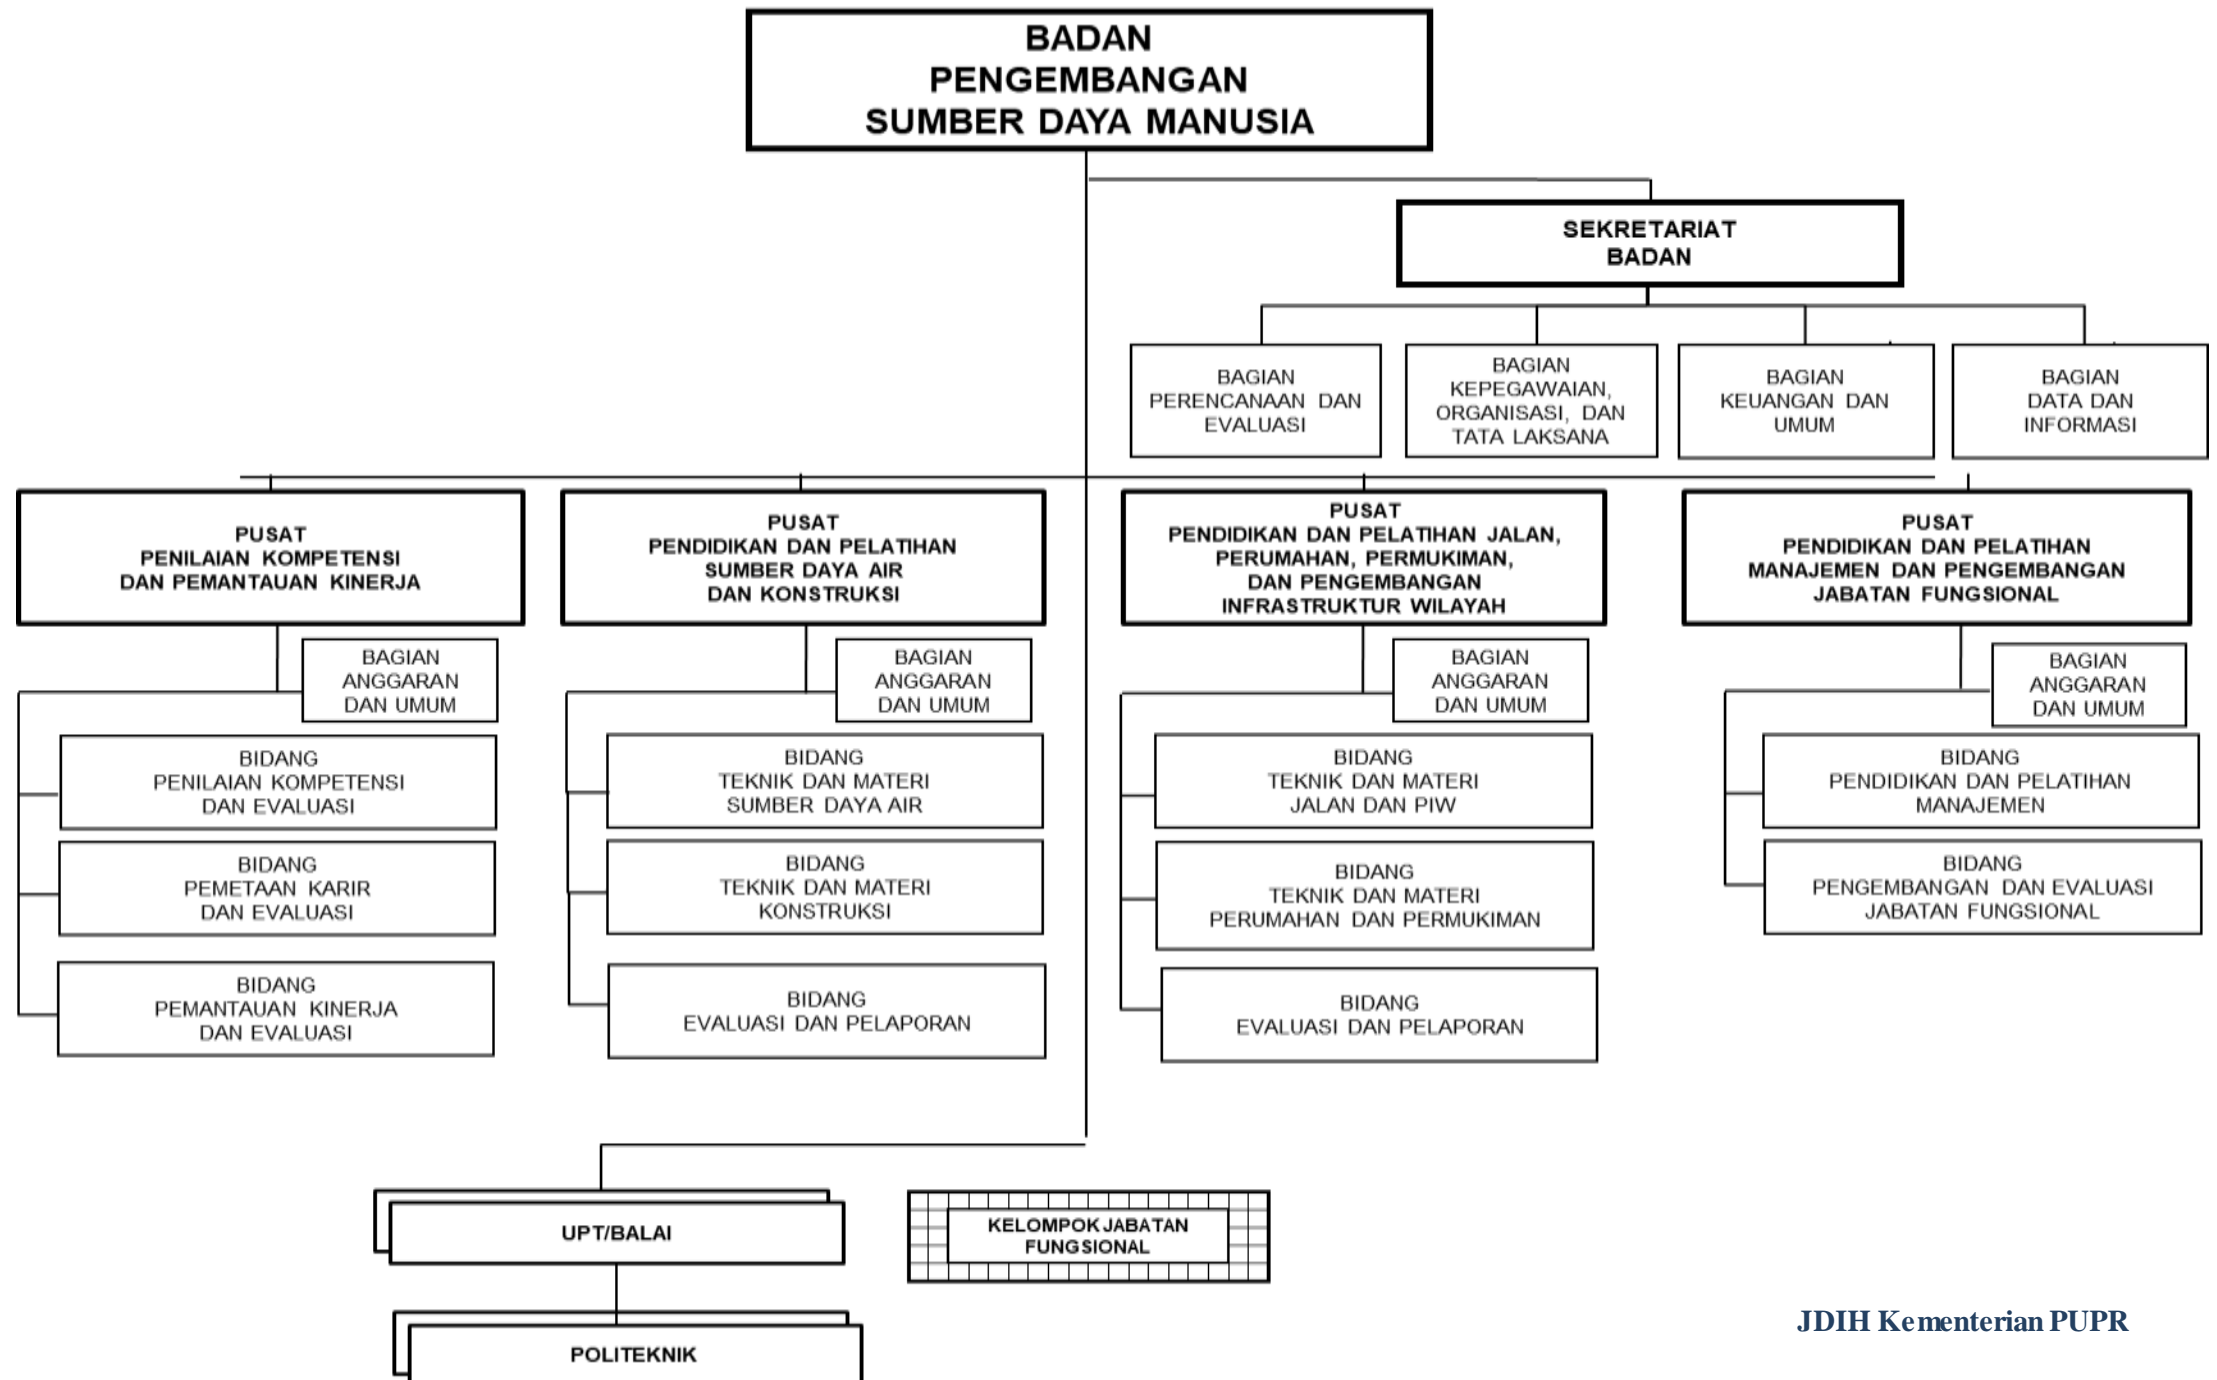 BADAN
PENGEMBANGAN
SUMBER DAYA MANUSIA
SEKRETARIAT
BADAN
BAGIAN
PERENCANAAN DAN
EVALUASI
BAGIAN
KEPEGAWAIAN,
ORGANISASI, DAN
TATA LAKSANA
BAGIAN
KEUANGAN DAN
UMUM
BAGIAN
DATA DAN
INFORMASI
PUSAT
PENILAIAN KOMPETENSI
DAN PEMANTAUAN KINERJA
PUSAT
PENDIDIKAN DAN PELATIHAN
SUMBER DAYA AIR
DAN KONSTRUKSI
PUSAT
PENDIDIKAN DAN PELATIHAN JALAN,
PERUMAHAN, PERMUKIMAN,
DAN PENGEMBANGAN
INFRASTRUKTUR WILAYAH
PUSAT
PENDIDIKAN DAN PELATIHAN
MANAJEMEN DAN PENGEMBANGAN
JABATAN FUNGSIONAL
BAGIAN
ANGGARAN
DAN UMUM
BIDANG
PENILAIAN KOMPETENSI
DAN EVALUASI
BIDANG
PEMETAAN KARIR
DAN EVALUASI
BIDANG
PEMANTAUAN KINERJA
DAN EVALUASI
BAGIAN
ANGGARAN
DAN UMUM
BIDANG
TEKNIK DAN MATERI
SUMBER DAYA AIR
BIDANG
TEKNIK DAN MATERI
KONSTRUKSI
BIDANG
EVALUASI DAN PELAPORAN
BAGIAN
ANGGARAN
DAN UMUM
BIDANG
TEKNIK DAN MATERI
JALAN DAN PIW
BIDANG
TEKNIK DAN MATERI
PERUMAHAN DAN PERMUKIMAN
BIDANG
EVALUASI DAN PELAPORAN
BAGIAN
ANGGARAN
DAN UMUM
BIDANG
PENDIDIKAN DAN PELATIHAN
MANAJEMEN
BIDANG
PENGEMBANGAN DAN EVALUASI
JABATAN FUNGSIONAL
UPT/BALAI
KELOMPOK JABATAN
FUNGSIONAL
POLITEKNIK
JDIH Kementerian PUPR